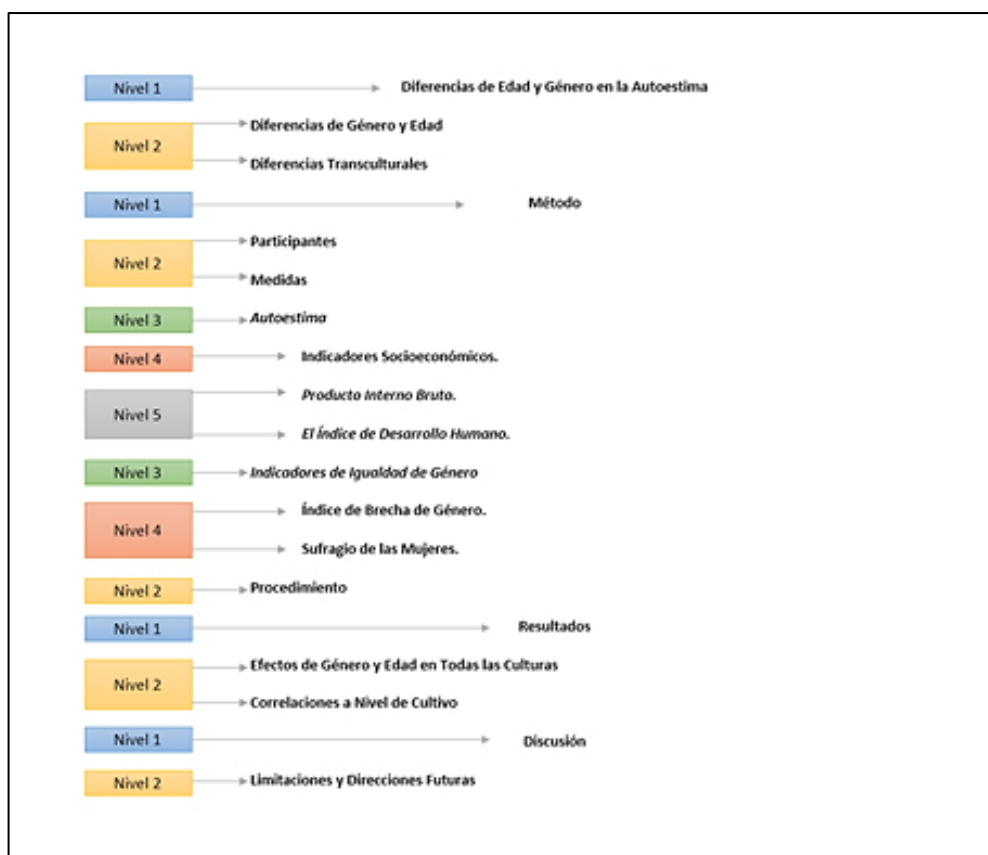 Nivel 1 Diferencias de Edad y Género en la Autoestima
Nivel 2
Diferencias de Género y Edad
Diferencias Transculturales
Nivel 1 Método
Nivel 2
Participantes
Medidas
Nivel 3 Autoestima
Nivel 4 Indicadores Socioeconómicos.
Nivel 5
Producto Interno Bruto.
El Índice de Desarrollo Humano.
Nivel 3 Indicadores de Igualdad de Género
Nivel 4
Índice de Brecha de Género.
Sufragio de las Mujeres.
Nivel 2 Procedimiento
Nivel 1 Resultados
Nivel 2
Efectos de Género y Edad en Todas las Culturas
Correlaciones a Nivel de Cultivo
Nivel 1 Discusión
Nivel 2 Limitaciones y Direcciones Futuras